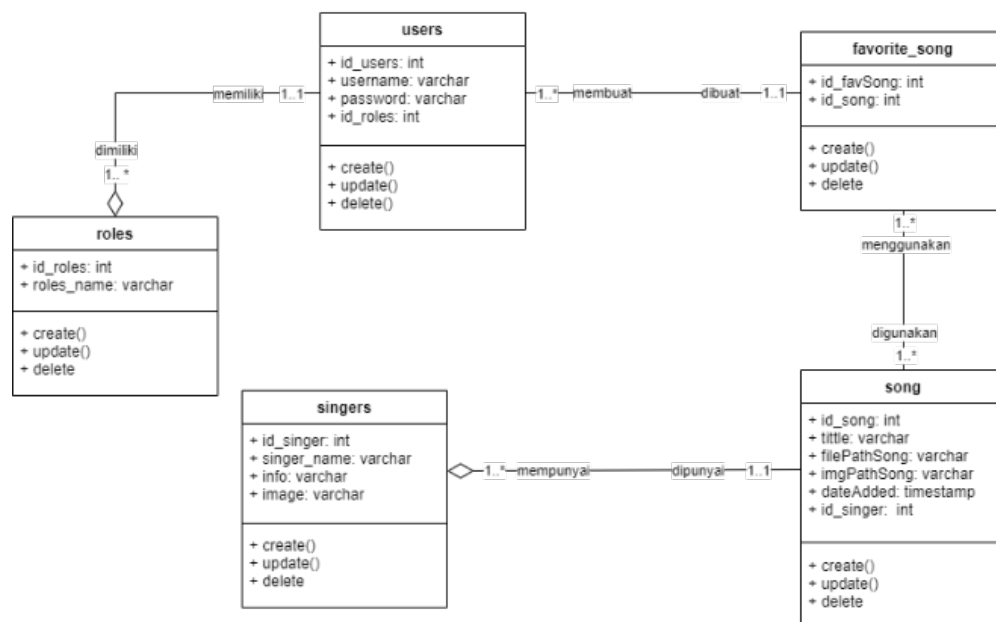 users
+ id_users: int
+ username: varchar
+ password: varchar
+ id_roles: int
+ create()
+ update()
+ delete()
favorite_song
+ id_favSong: int
+ id_song: int
+ create()
+ update()
+ delete
memiliki
1..1
dimiliki
1.. *
1..*
membuat
dibuat
1..1
roles
+ id_roles: int
+ roles_name: varchar
+ create()
+ update()
+ delete
1..*
menggunakan
digunakan
1..*
singers
+ id_singer: int
+ singer_name: varchar
+ info: varchar
+ image: varchar
+ create()
+ update()
+ delete
1..*
mempunyai
dipunyai
1..1
song
+ id_song: int
+ tittle: varchar
+ filePathSong: varchar
+ imgPathSong: varchar
+ dateAdded: timestamp
+ id_singer: int
+ create()
+ update()
+ delete